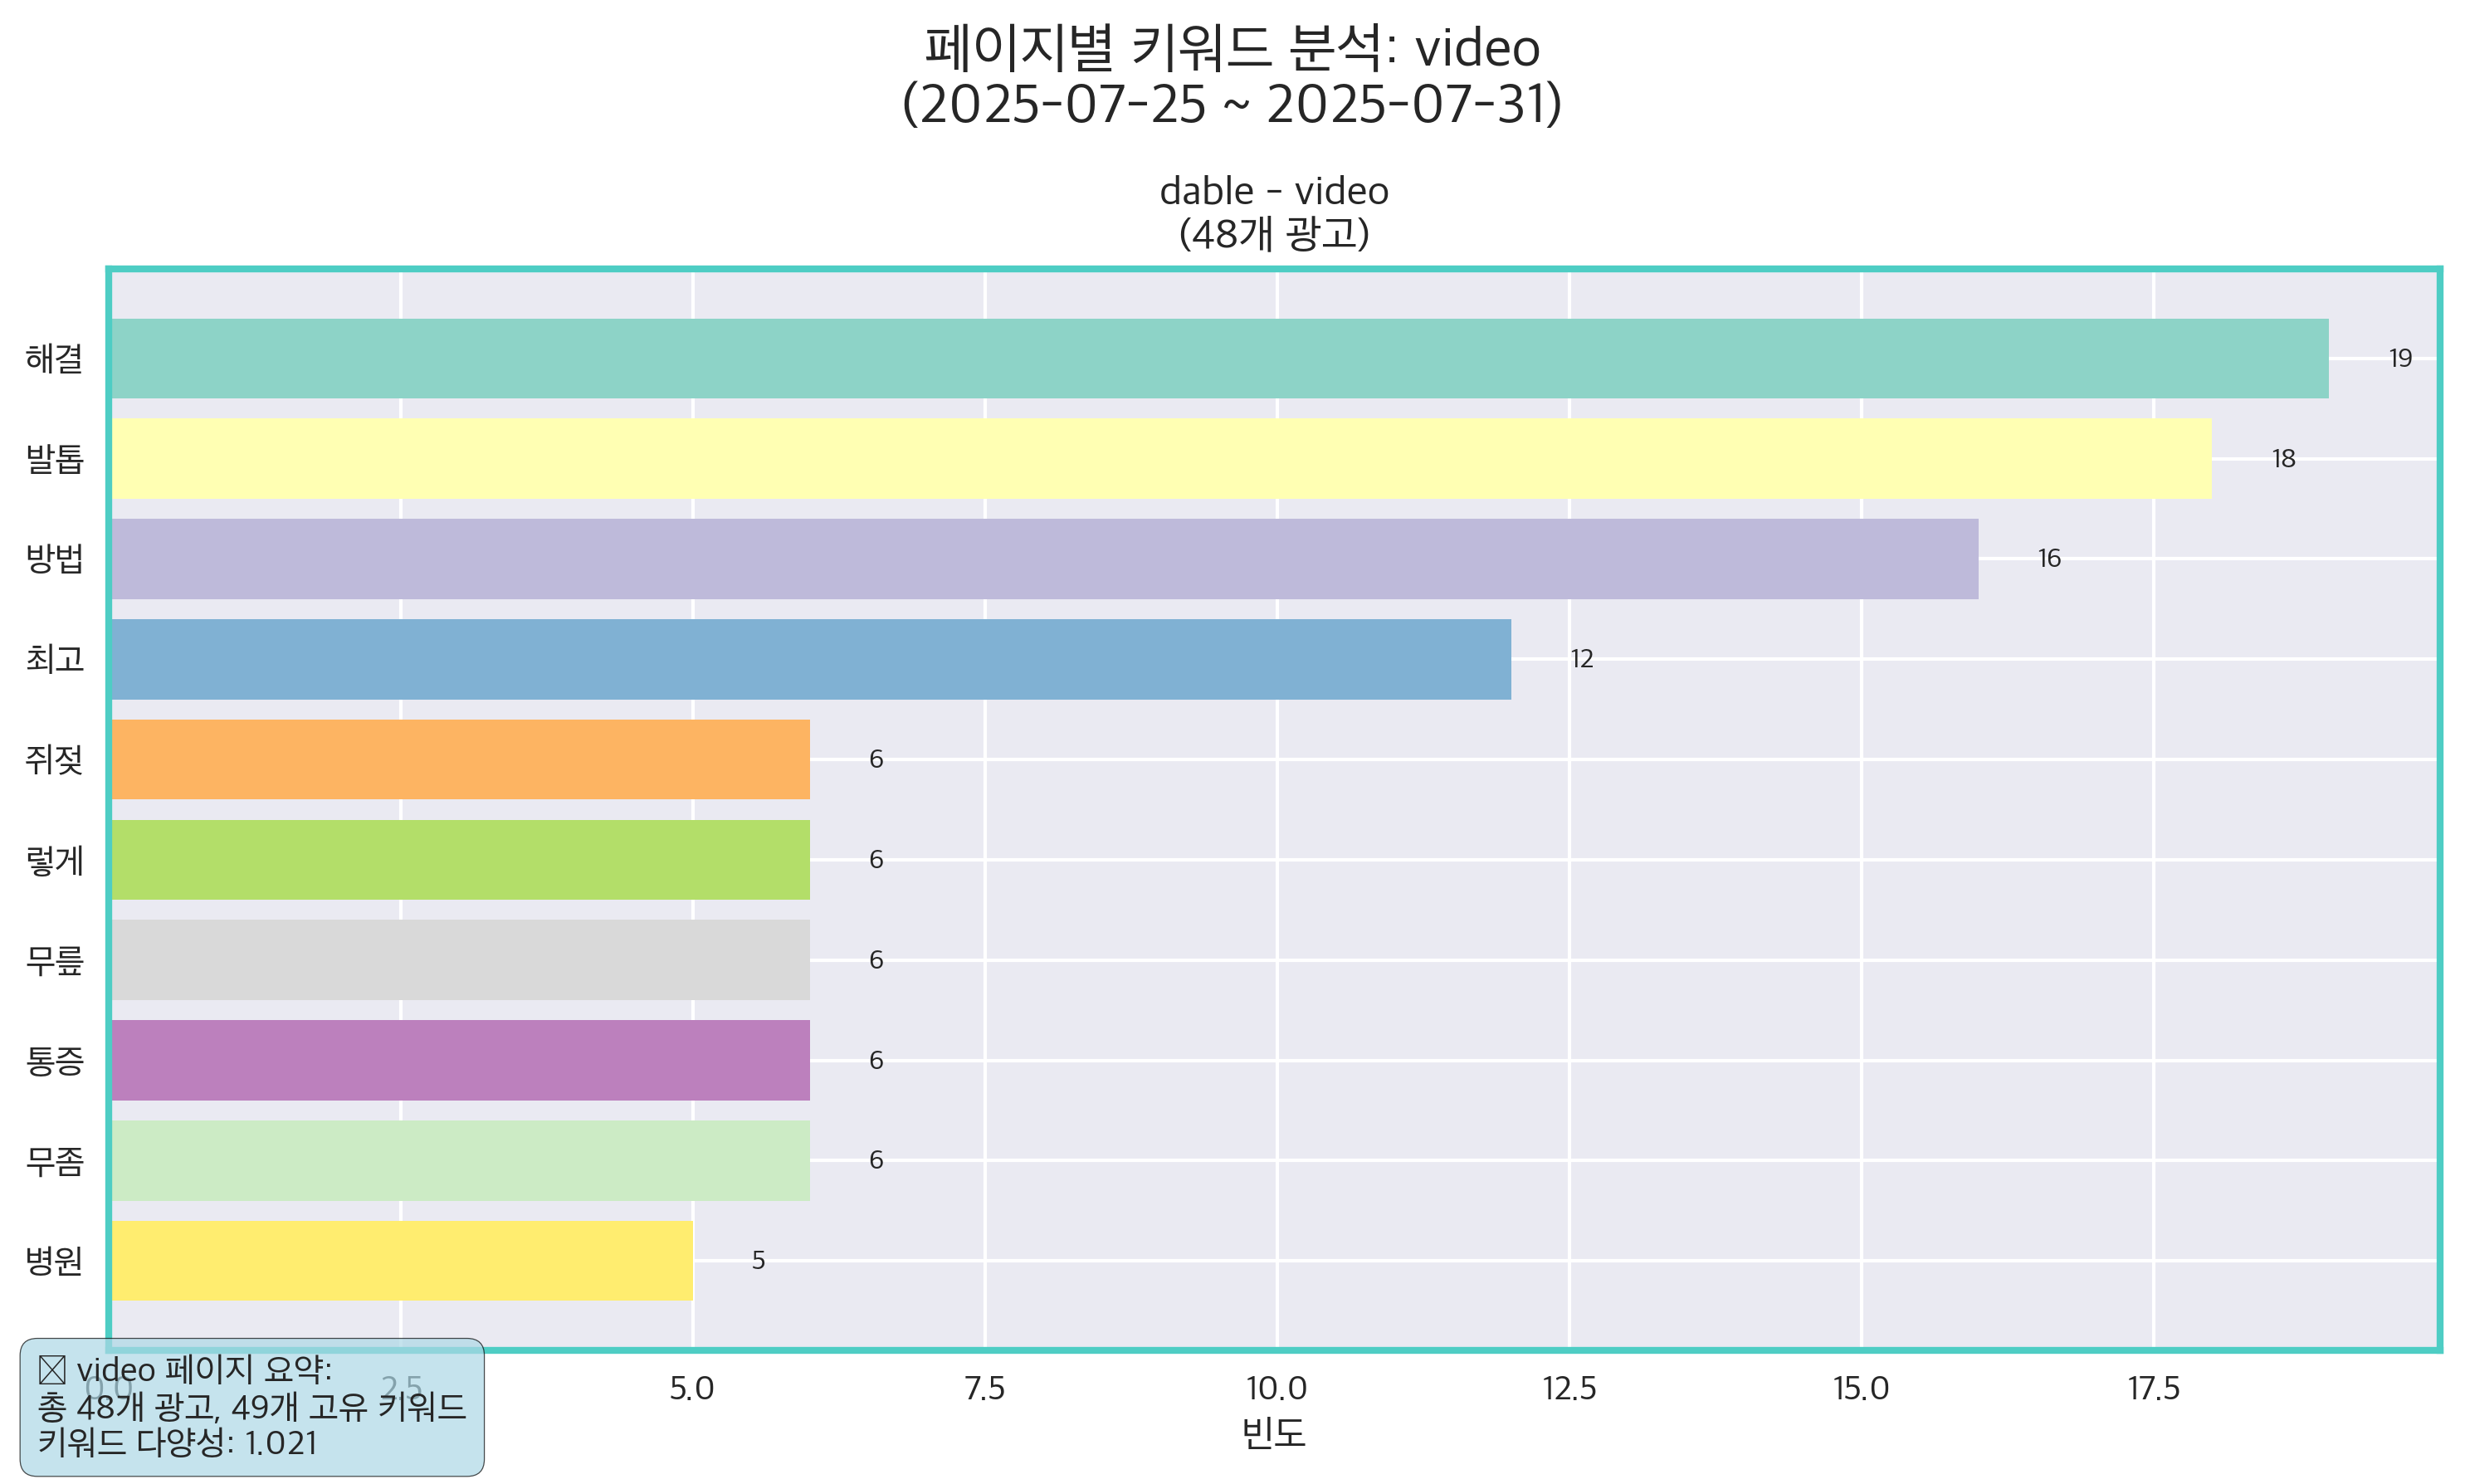 페이지별 키워드 분석: video
(2025-07-25 ~ 2025-07-31)
dable - video
(48개 광고)
해결 19
발톱 18
방법 16
최고 12
쥐젖 6
렇게 6
무릎 6
통증 6
무좀 6
병원 5
0.0 2.5 5.0 7.5 10.0 12.5 15.0 17.5
빈도
video 페이지 요약:
총 48개 광고, 49개 고유 키워드
키워드 다양성: 1.021